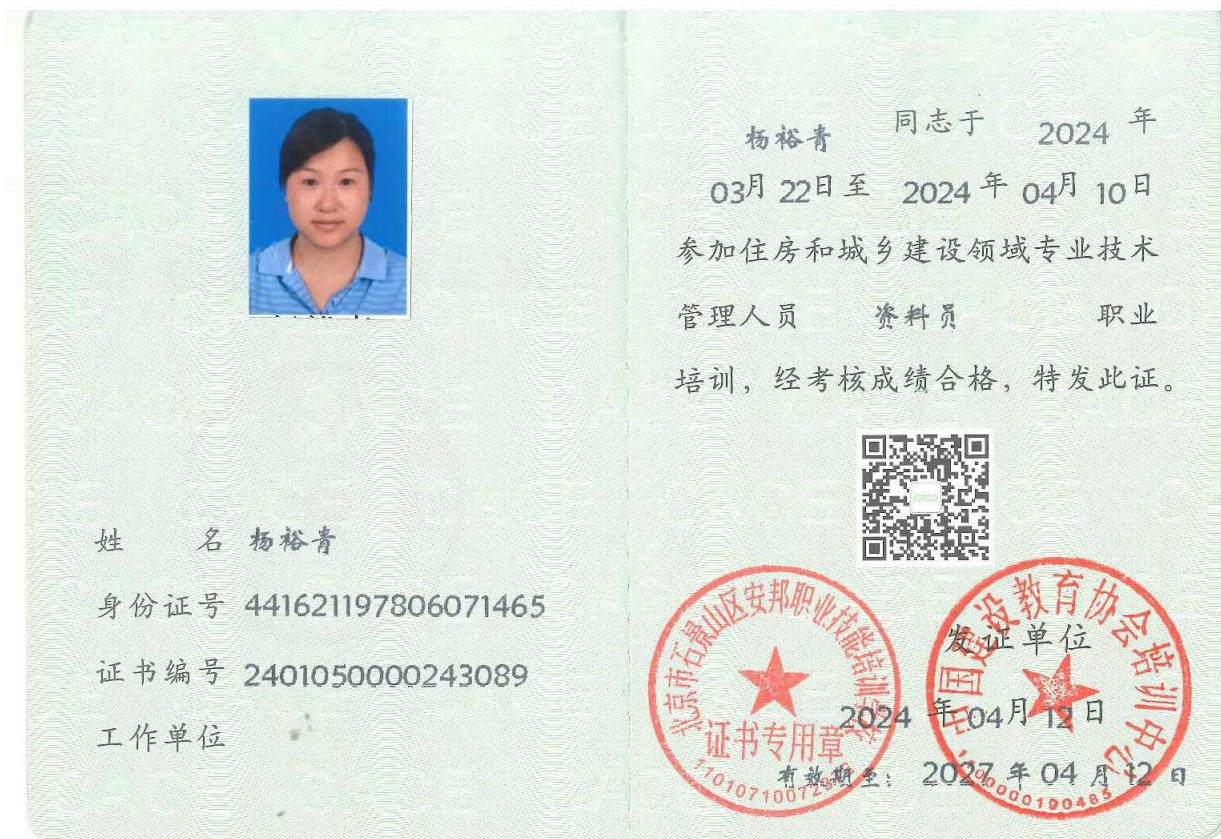 姓 名 杨裕青
身份证号 441621197806071465
证书编号 2401050000243089
工作单位
杨裕青 同志于 2024 年
03月 22日至 2024 年 04月 10日
参加住房和城乡建设领域专业技术
管理人员 资料员 职业
培训，经考核成绩合格，特发此证。
北京市石景山区安邦职业技能培训学校
证书专用章
中国建设教育协会培训中心
发证单位
2024 年 04月 12日
有效期至： 2027 年 04 月 12 日